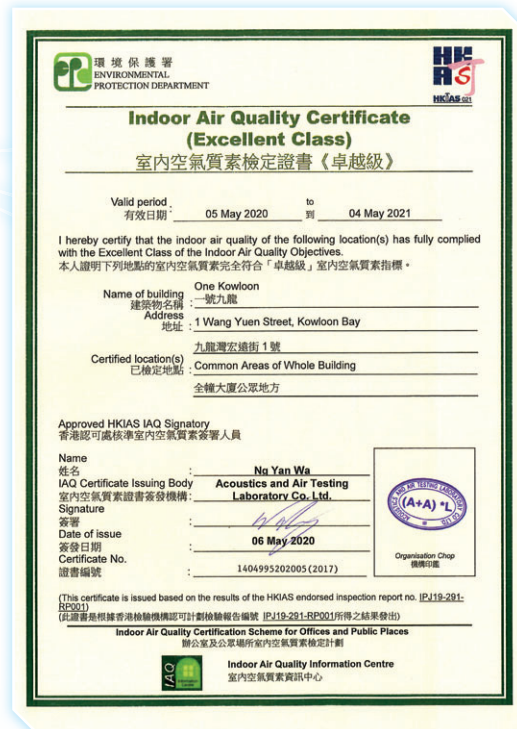 環境保護署
ENVIRONMENTAL
PROTECTION DEPARTMENT
HKAS
HKIAS 021
Indoor Air Quality Certificate
(Excellent Class)
室內空氣質素檢定證書《卓越級》
Valid period to
有效日期 : 05 May 2020 到 04 May 2021
I hereby certify that the indoor air quality of the following location(s) has fully complied
with the Excellent Class of the Indoor Air Quality Objectives.
本人證明下列地點的室內空氣質素完全符合「卓越級」室內空氣質素指標。
One Kowloon
Name of building
建築物名稱 : 一號九龍
Address
地址 : 1 Wang Yuen Street, Kowloon Bay
九龍灣宏遠街 1 號
Certified location(s)
已檢定地點 : Common Areas of Whole Building
全幢大廈公眾地方
Approved HKIAS IAQ Signatory
香港認可處核準室內空氣質素簽署人員
Name
姓名 : Ng Yan Wa
IAQ Certificate Issuing Body Acoustics and Air Testing
室內空氣質素證書簽發機構 : Laboratory Co. Ltd.
Signature
簽署 :
Date of issue
簽發日期 : 06 May 2020
Certificate No.
證書編號 : 1404995202005(2017)
ACOUSTICS AND AIR TESTING LABORATORY CO. LTD.
(A+A) *L
Organisation Chop
機構印鑑
(This certificate is issued based on the results of the HKIAS endorsed inspection report no. IPJ19-291-
RP001)
(此證書是根據香港檢驗機構認可計劃檢驗報告編號 IPJ19-291-RP001所得之結果發出)
Indoor Air Quality Certification Scheme for Offices and Public Places
辦公室及公眾場所室內空氣質素檢定計劃
IAQ
Indoor Air Quality Information Centre
室內空氣質素資訊中心